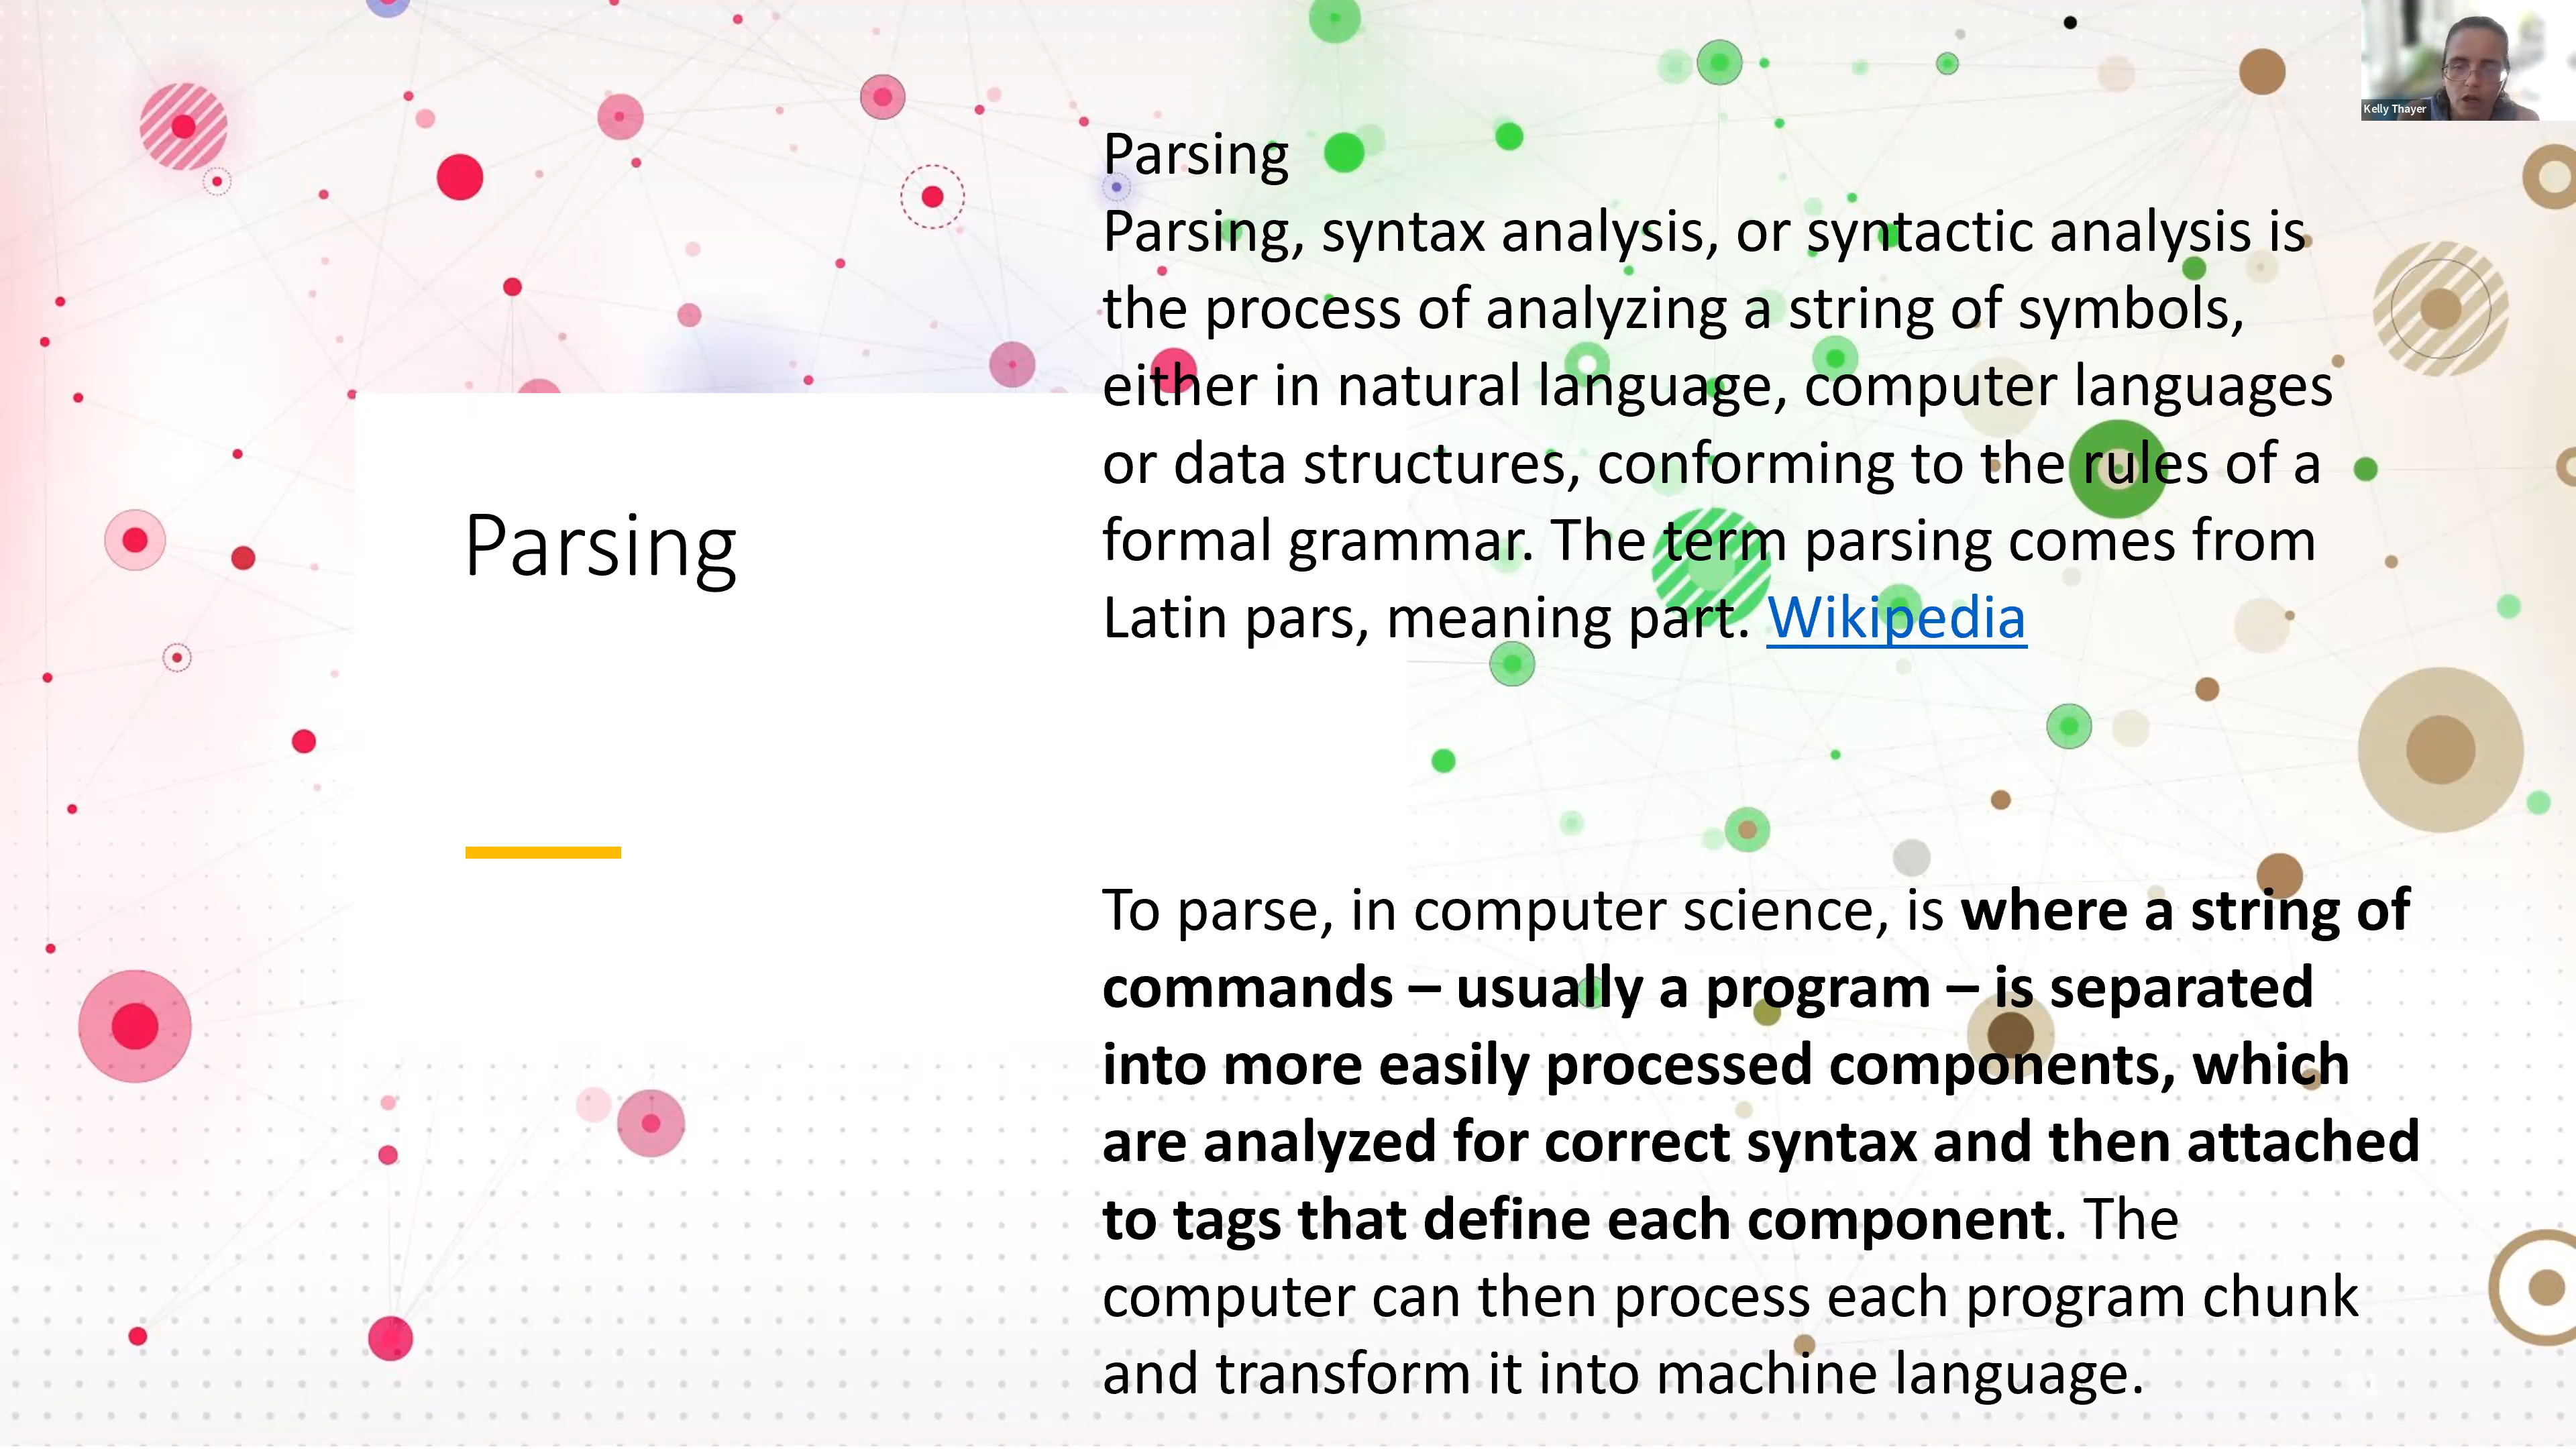 Kelly Thayer
Parsing
Parsing
Parsing, syntax analysis, or syntactic analysis is
the process of analyzing a string of symbols,
either in natural language, computer languages
or data structures, conforming to the rules of a
formal grammar. The term parsing comes from
Latin pars, meaning part. Wikipedia
To parse, in computer science, is where a string of
commands – usually a program – is separated
into more easily processed components, which
are analyzed for correct syntax and then attached
to tags that define each component. The
computer can then process each program chunk
and transform it into machine language.